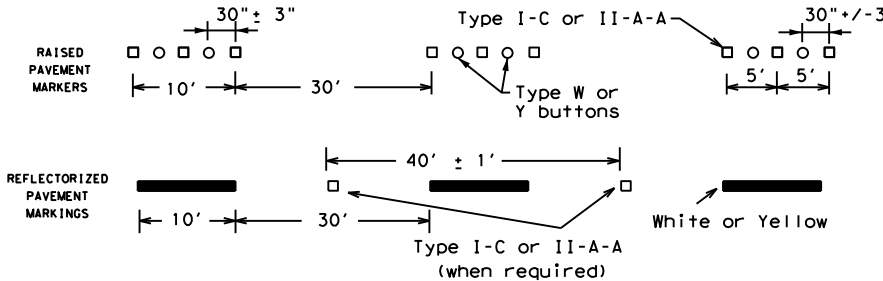 30"± 3"
Type I-C or II-A-A
30"+/-3
RAISED
PAVEMENT
MARKERS
10'
30'
Type W or
Y buttons
5'
5'
40' ± 1'
REFLECTORIZED
PAVEMENT
MARKINGS
10'
30'
Type I-C or II-A-A
(when required)
White or Yellow